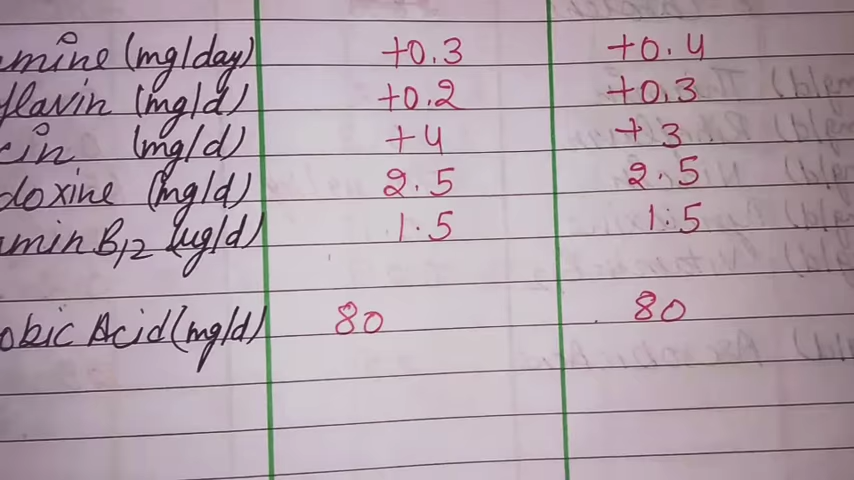 mine (mg/day) +0.3 +0.4
flavin (mg/d) +0.2 +0.3
cin (mg/d) +4 +3
doxine (mg/d) 2.5 2.5
min B12 (ug/d) 1.5 1.5
obic Acid (mg/d) 80 80